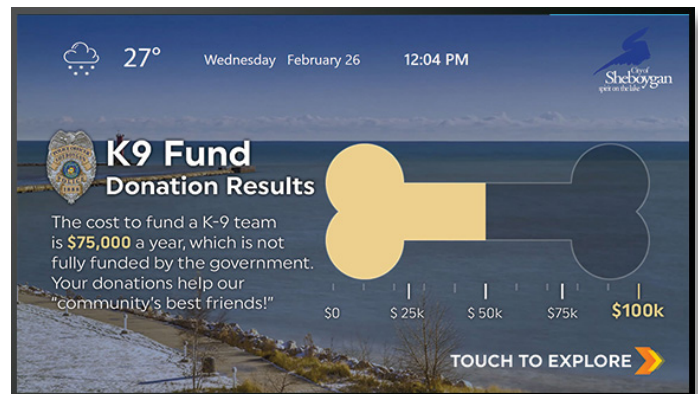 27°
Wednesday February 26
12:04 PM
City of
Sheboygan
spirit on the lake
K9 Fund
Donation Results
The cost to fund a K-9 team
is $75,000 a year, which is not
fully funded by the government.
Your donations help our
"community's best friends!"
$0 $25k $50k $75k $100k
TOUCH TO EXPLORE